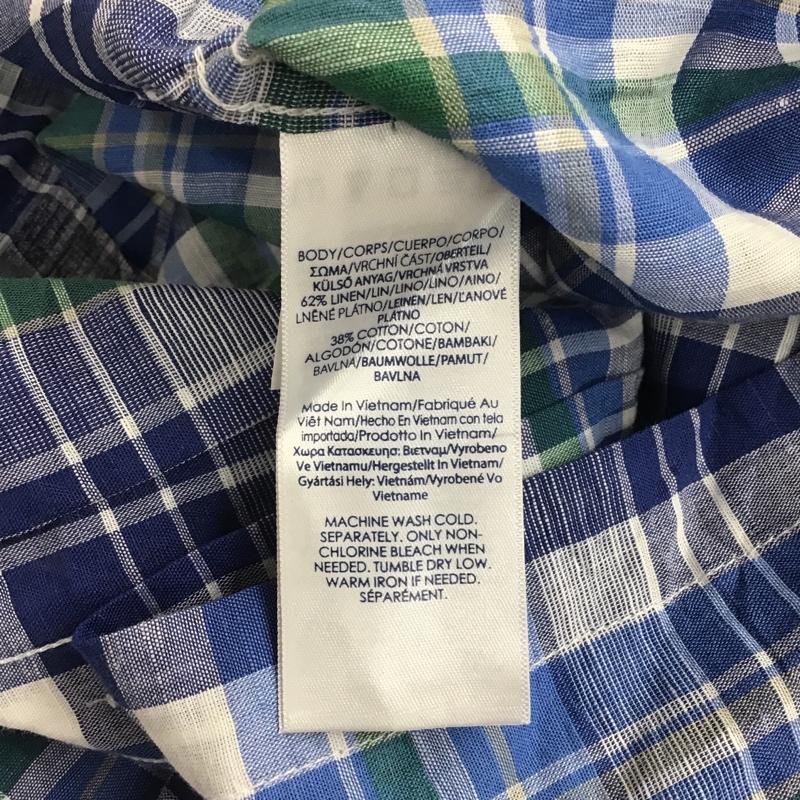 BODY/CORPS/CUERPO/CORPO/
ΣΩΜΑ/VRCHNÍ ČÁST/OBERTEIL/
KÜLSŐ ANYAG/VRCHNÁ VRSTVA
62% LINEN/LIN/LINO/LINO/ΛΙΝΟ/
LNĚNÉ PLÁTNO/LEINEN/LEN/ĽANOVÉ
PLÁTNO
38% COTTON/COTON/
ALGODÓN/COTONE/BAMBAKI/
BAVLNA/BAUMWOLLE/PAMUT/
BAVLNA
Made In Vietnam/Fabriqué Au
Viêt Nam/Hecho En Vietnam con tela
importada/Prodotto In Vietnam/
Χωρα Κατασκευησ: Βιετναμ/Vyrobeno
Ve Vietnamu/Hergestellt In Vietnam/
Gyártási Hely: Vietnám/Vyrobené Vo
Vietname
MACHINE WASH COLD.
SEPARATELY. ONLY NON-
CHLORINE BLEACH WHEN
NEEDED. TUMBLE DRY LOW.
WARM IRON IF NEEDED.
SÉPARÉMENT.